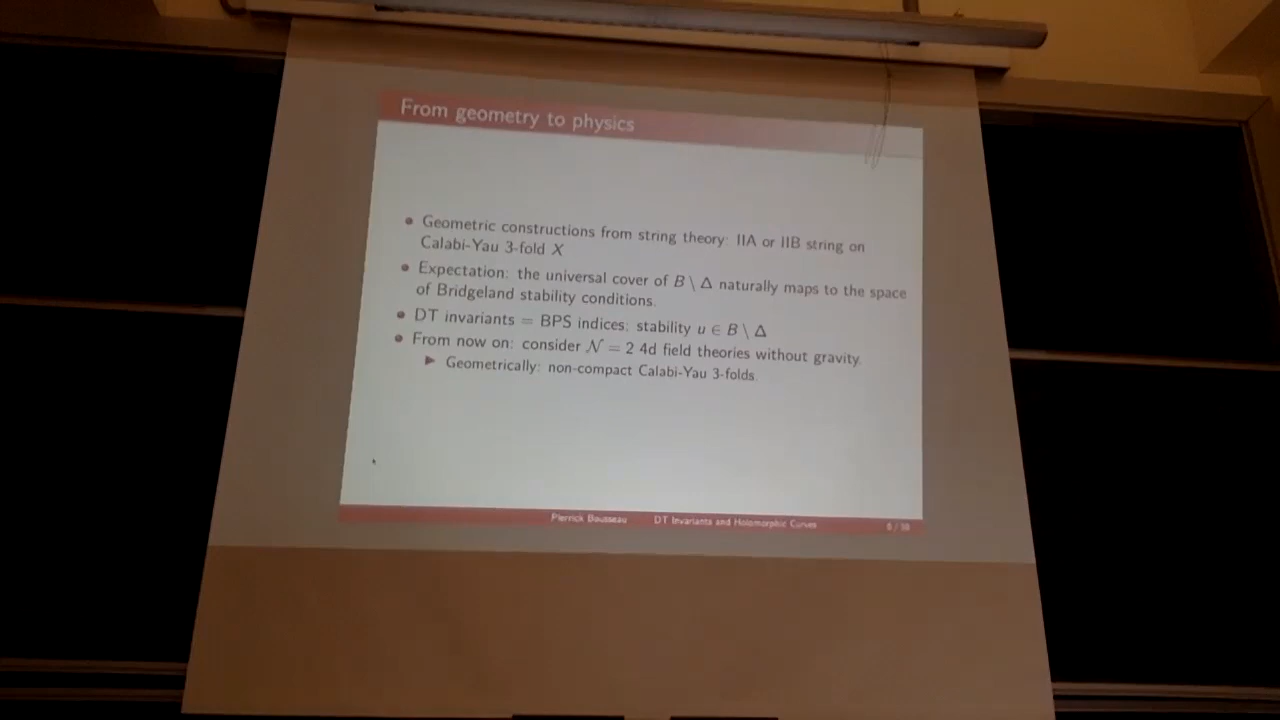 From geometry to physics
• Geometric constructions from string theory: IIA or IIB string on
Calabi-Yau 3-fold X
• Expectation: the universal cover of B \ Δ naturally maps to the space
of Bridgeland stability conditions.
• DT invariants = BPS indices; stability u ∈ B \ Δ
• From now on: consider 𝒩 = 2 4d field theories without gravity.
▶ Geometrically: non-compact Calabi-Yau 3-folds.
Pierrick Bousseau DT Invariants and Holomorphic Curves